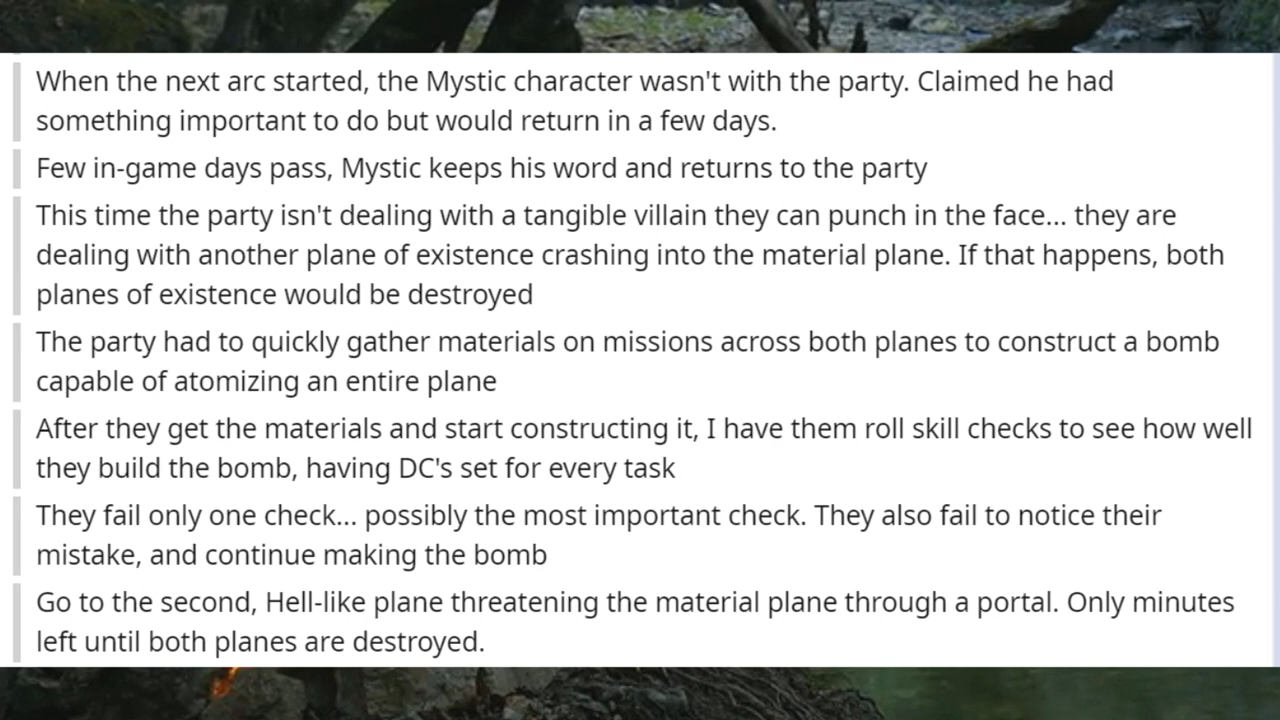 When the next arc started, the Mystic character wasn't with the party. Claimed he had
something important to do but would return in a few days.
Few in-game days pass, Mystic keeps his word and returns to the party
This time the party isn't dealing with a tangible villain they can punch in the face... they are
dealing with another plane of existence crashing into the material plane. If that happens, both
planes of existence would be destroyed
The party had to quickly gather materials on missions across both planes to construct a bomb
capable of atomizing an entire plane
After they get the materials and start constructing it, I have them roll skill checks to see how well
they build the bomb, having DC's set for every task
They fail only one check... possibly the most important check. They also fail to notice their
mistake, and continue making the bomb
Go to the second, Hell-like plane threatening the material plane through a portal. Only minutes
left until both planes are destroyed.